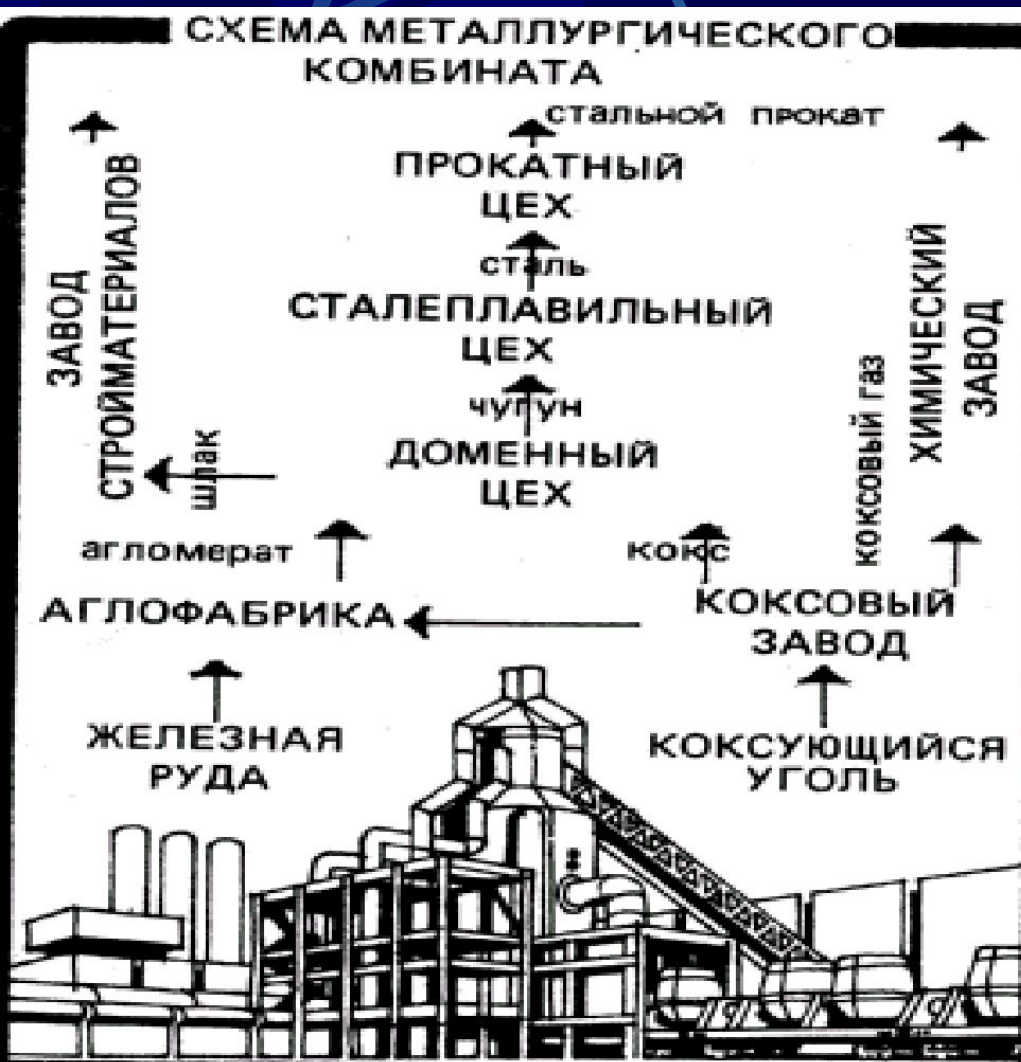 СХЕМА МЕТАЛЛУРГИЧЕСКОГО
КОМБИНАТА
стальной прокат
ПРОКАТНЫЙ
ЦЕХ
сталь
СТАЛЕПЛАВИЛЬНЫЙ
ЦЕХ
чугун
ДОМЕННЫЙ
ЦЕХ
ЗАВОД
СТРОЙМАТЕРИАЛОВ
шлак
коксовый газ
ХИМИЧЕСКИЙ
ЗАВОД
агломерат
кокс
АГЛОФАБРИКА
КОКСОВЫЙ
ЗАВОД
ЖЕЛЕЗНАЯ
РУДА
КОКСУЮЩИЙСЯ
УГОЛЬ